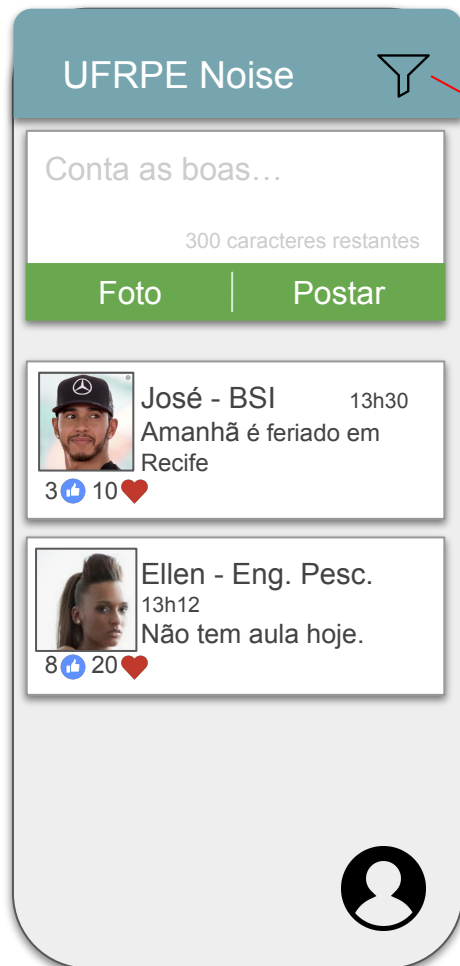 UFRPE Noise
Conta as boas…
300 caracteres restantes
Foto Postar
José - BSI 13h30
Amanhã é feriado em
Recife
3 10
Ellen - Eng. Pesc.
13h12
Não tem aula hoje.
8 20